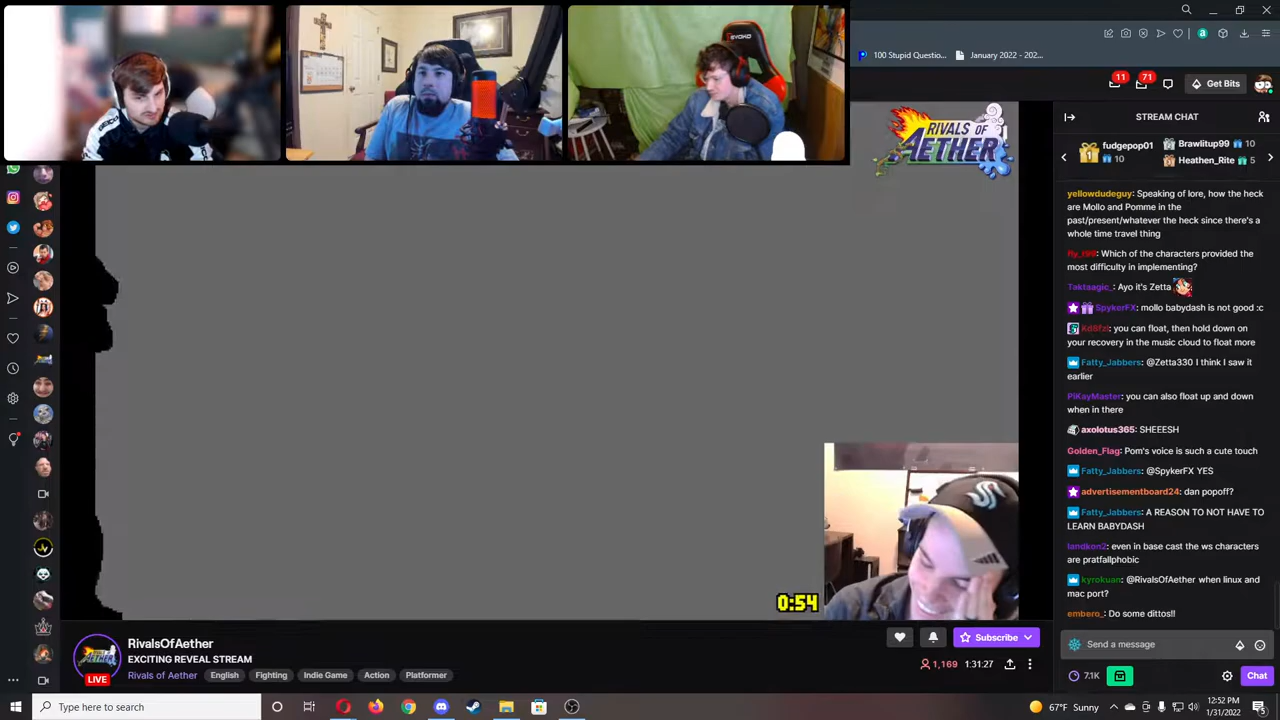 SYOKO
100 Stupid Questio...
January 2022 - 202...
11
71
Get Bits
RIVALS OF
AETHER
STREAM CHAT
fudgepop01
10
Brawlitup99 10
Heathen_Rite 5
yellowdudeguy: Speaking of lore, how the heck
are Mollo and Pomme in the
past/present/whatever the heck since there's a
whole time travel thing
Which of the characters provided the
most difficulty in implementing?
Taktaagic_: Ayo it's Zetta
SpykerFX: mollo babydash is not good :c
you can float, then hold down on
your recovery in the music cloud to float more
Fatty_Jabbers: @Zetta330 I think I saw it
earlier
PlKayMaster: you can also float up and down
when in there
axolotus365: SHEEESH
Golden_Flag: Pom's voice is such a cute touch
Fatty_Jabbers: @SpykerFX YES
advertisementboard24: dan popoff?
Fatty_Jabbers: A REASON TO NOT HAVE TO
LEARN BABYDASH
landkon2: even in base cast the ws characters
are pratfallphobic
kyrokuan: @RivalsOfAether when linux and
mac port?
embero_: Do some dittos!!
0:54
RivalsOfAether
EXCITING REVEAL STREAM
Rivals of Aether
English
Fighting
Indie Game
Action
Platformer
LIVE
Subscribe
1,169
1:31:27
Send a message
7.1K
Chat
Type here to search
67°F Sunny
12:52 PM
1/31/2022